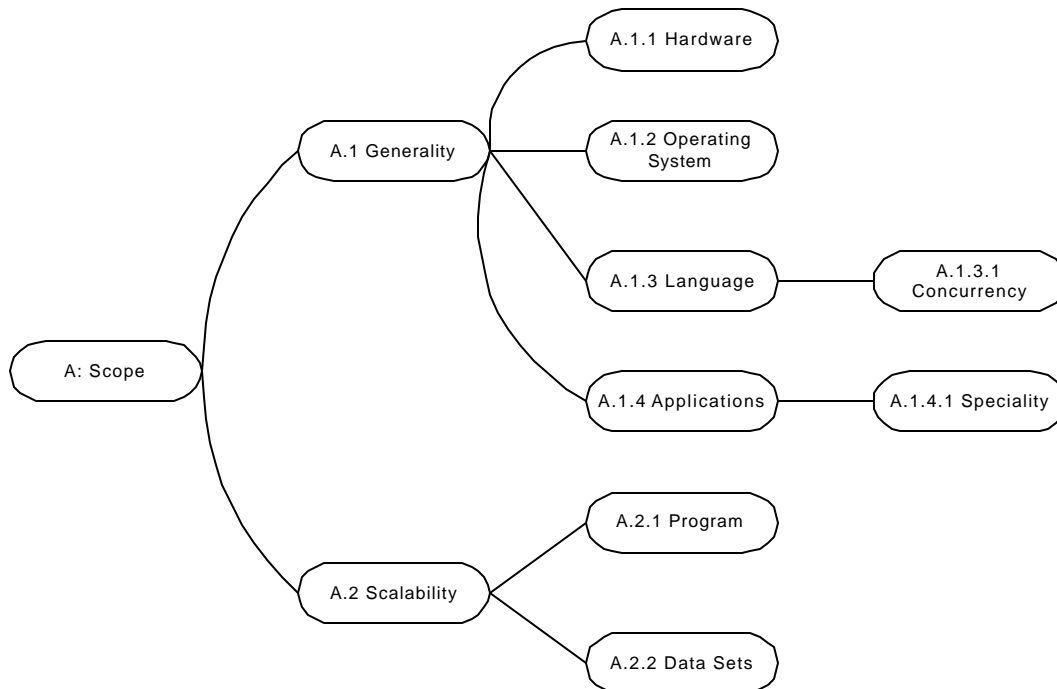 A.1.1 Hardware
A.1 Generality
A.1.2 Operating
System
A.1.3 Language
A.1.3.1
Concurrency
A: Scope
A.1.4 Applications
A.1.4.1 Speciality
A.2.1 Program
A.2 Scalability
A.2.2 Data Sets